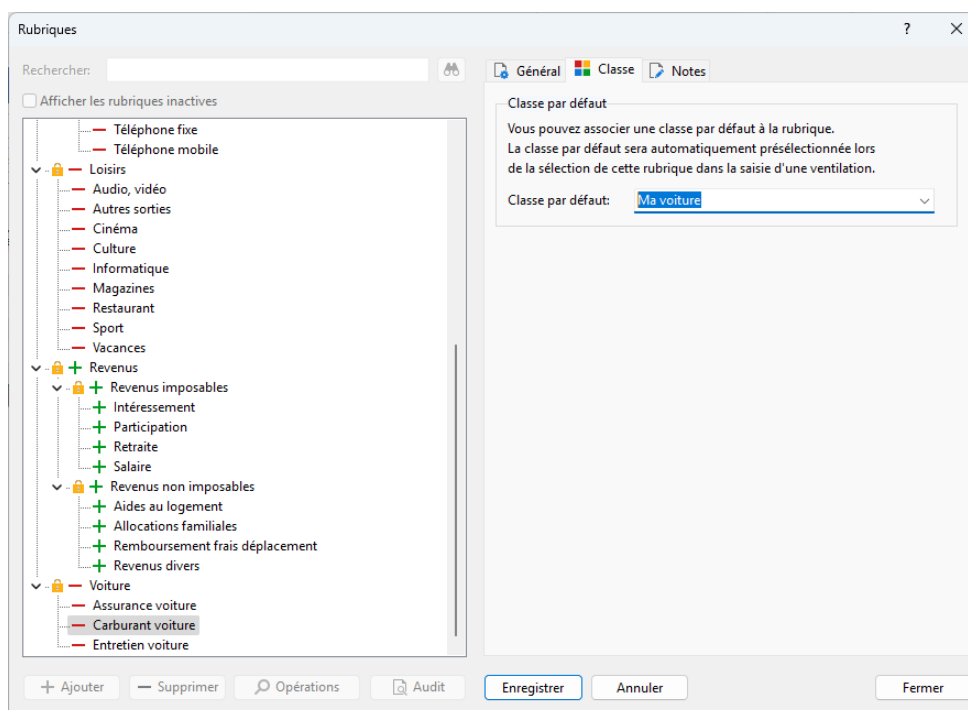 Rubriques
?
Rechercher:
Afficher les rubriques inactives
Téléphone fixe
Téléphone mobile
Loisirs
Audio, vidéo
Autres sorties
Cinéma
Culture
Informatique
Magazines
Restaurant
Sport
Vacances
Revenus
Revenus imposables
Intéressement
Participation
Retraite
Salaire
Revenus non imposables
Aides au logement
Allocations familiales
Remboursement frais déplacement
Revenus divers
Voiture
Assurance voiture
Carburant voiture
Entretien voiture
Ajouter Supprimer Opérations Audit
Général Classe Notes
Classe par défaut
Vous pouvez associer une classe par défaut à la rubrique.
La classe par défaut sera automatiquement présélectionnée lors
de la sélection de cette rubrique dans la saisie d'une ventilation.
Classe par défaut: Ma voiture
Enregistrer Annuler Fermer